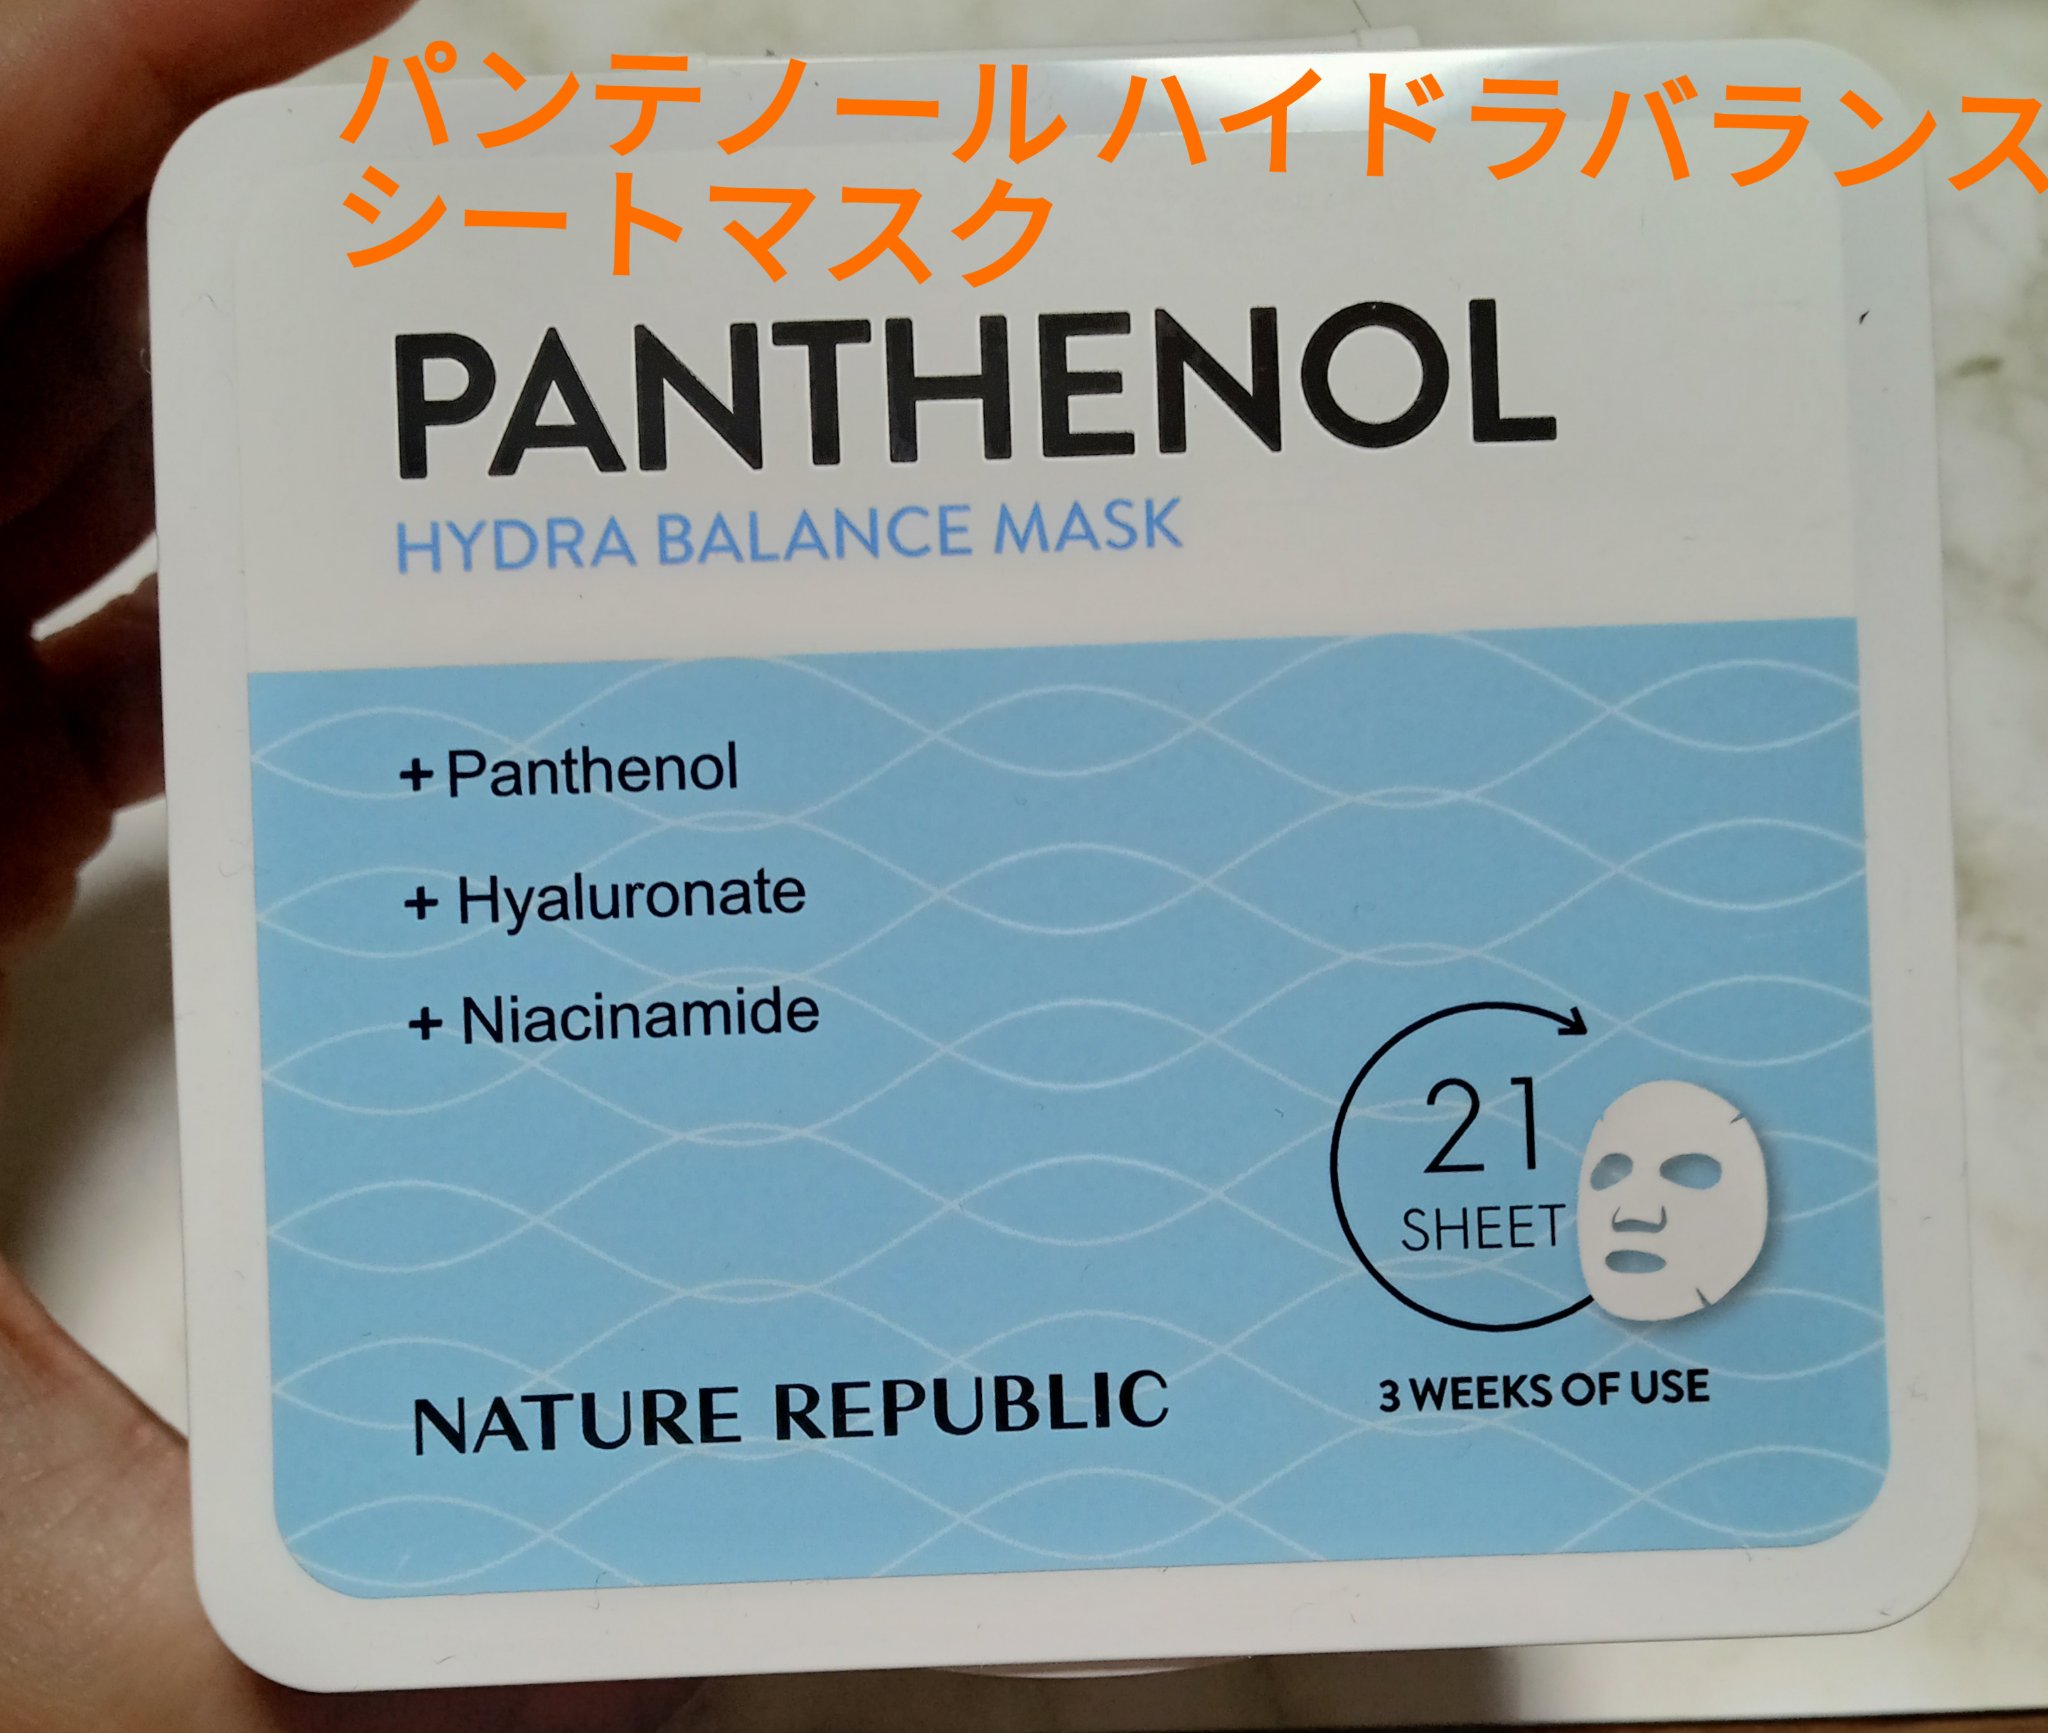 パンテノール ハイドラバランス
シートマスク
PANTHENOL
HYDRA BALANCE MASK
+ Panthenol
+ Hyaluronate
+ Niacinamide
21
SHEET
3 WEEKS OF USE
NATURE REPUBLIC